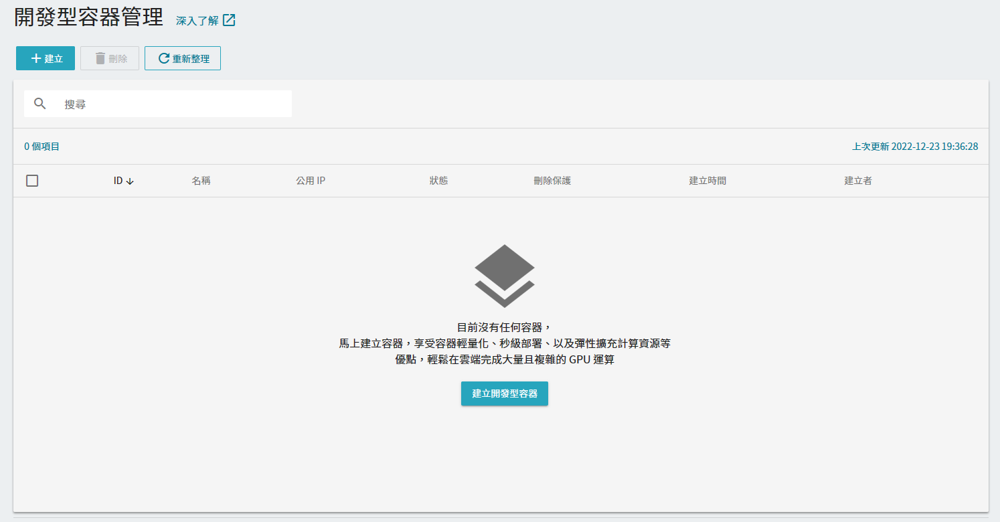 開發型容器管理 深入了解
建立 刪除 重新整理
搜尋
0 個項目 上次更新 2022-12-23 19:36:28
ID 名稱 公用 IP 狀態 刪除保護 建立時間 建立者
目前沒有任何容器，
馬上建立容器，享受容器輕量化、秒級部署、以及彈性擴充計算資源等
優點，輕鬆在雲端完成大量且複雜的 GPU 運算
建立開發型容器